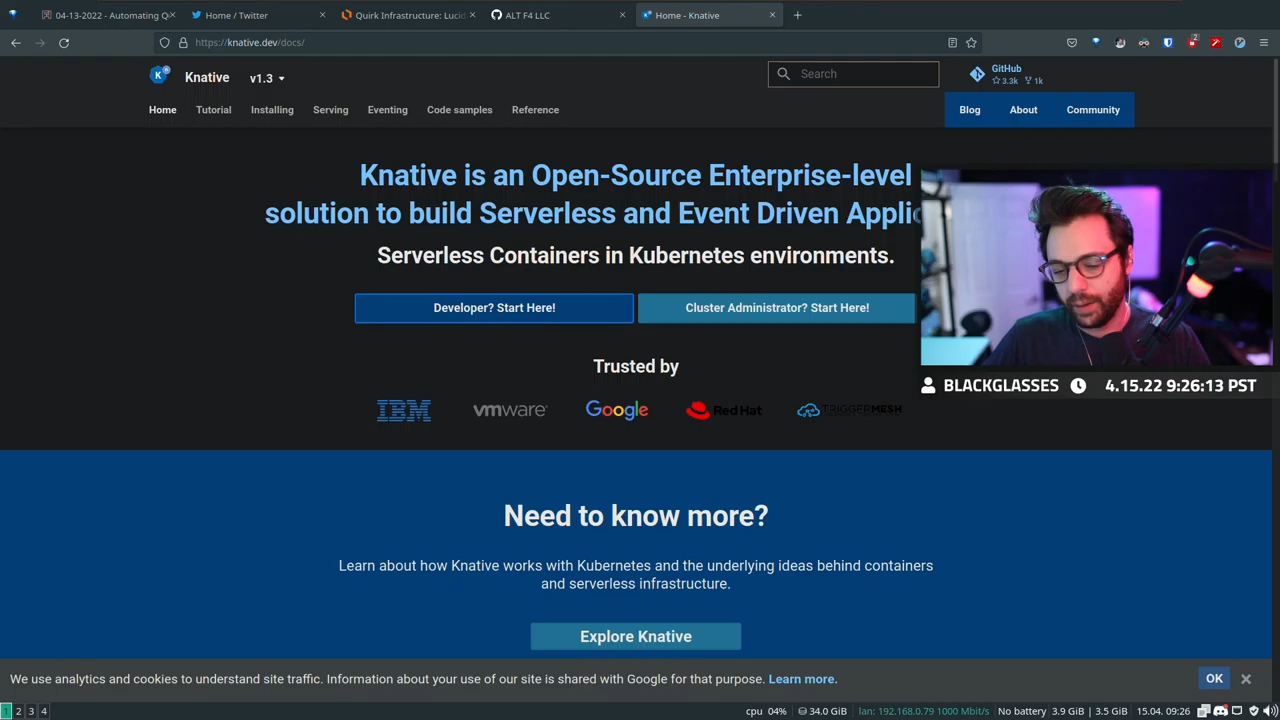 04-13-2022 - Automating Q
Home / Twitter
Quirk Infrastructure: Lucid
ALT F4 LLC
Home - Knative
https://knative.dev/docs/
2
Knative
v1.3
Search
GitHub
3.3k 1k
Home Tutorial Installing Serving Eventing Code samples Reference
Blog About Community
Knative is an Open-Source Enterprise-level
solution to build Serverless and Event Driven Applic
Serverless Containers in Kubernetes environments.
Developer? Start Here!
Cluster Administrator? Start Here!
Trusted by
IBM vmware Google Red Hat TRIGGERMESH
BLACKGLASSES 4.15.22 9:26:13 PST
Need to know more?
Learn about how Knative works with Kubernetes and the underlying ideas behind containers
and serverless infrastructure.
Explore Knative
We use analytics and cookies to understand site traffic. Information about your use of our site is shared with Google for that purpose. Learn more.
OK
1 2 3 4
cpu 04% 34.0 GiB lan: 192.168.0.79 1000 Mbit/s No battery 3.9 GiB | 3.5 GiB 15.04. 09:26